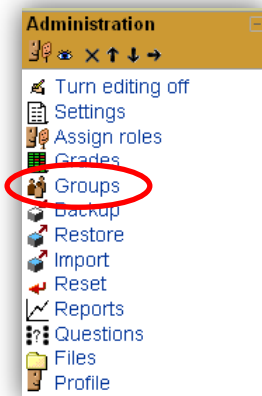 Administration
Turn editing off
Settings
Assign roles
Grades
Groups
Backup
Restore
Import
Reset
Reports
Questions
Files
Profile